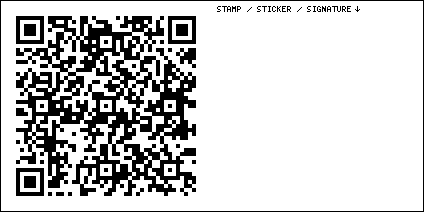 STAMP / STICKER / SIGNATURE ↓